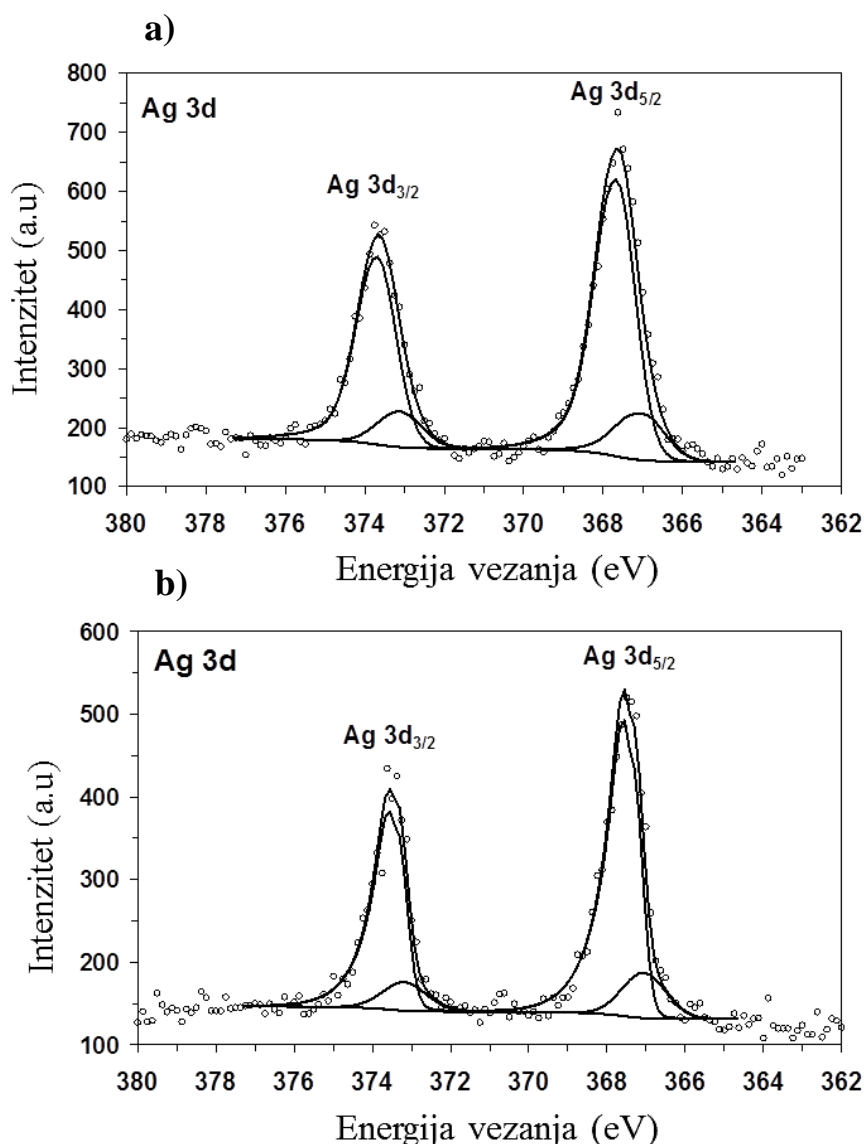 a)
800
700
600
500
400
300
200
100
Intenzitet (a.u)
Ag 3d
Ag 3d3/2
Ag 3d5/2
380 378 376 374 372 370 368 366 364 362
Energija vezanja (eV)
b)
600
500
400
300
200
100
Intenzitet (a.u)
Ag 3d
Ag 3d3/2
Ag 3d5/2
380 378 376 374 372 370 368 366 364 362
Energija vezanja (eV)